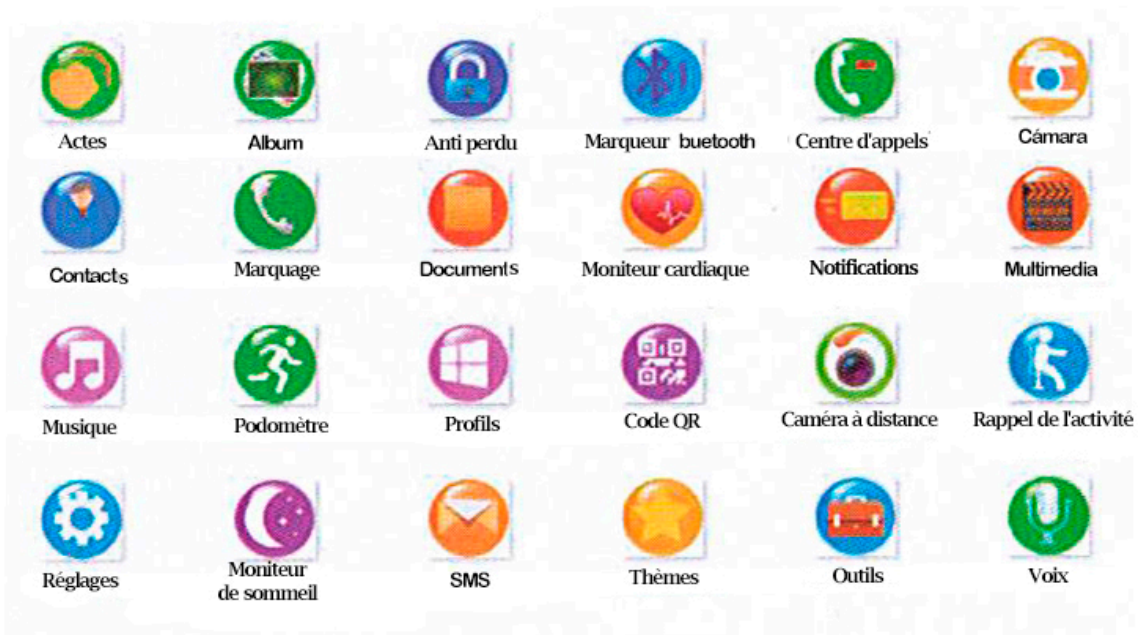 Actes
Album
Anti perdu
Marqueur buetooth
Centre d'appels
Cámara
Contacts
Marquage
Documents
Moniteur cardiaque
Notifications
Multimedia
Musique
Podomètre
Profils
Code QR
Caméra à distance
Rappel de l'activité
Réglages
Moniteur
de sommeil
SMS
Thèmes
Outils
Voix